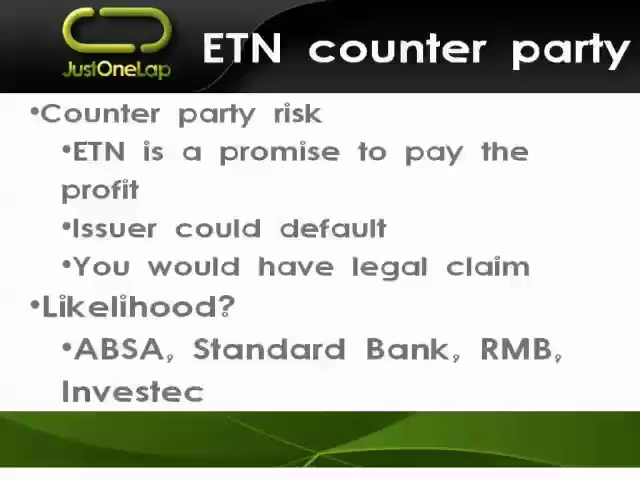 JustOneLap
ETN counter party
•Counter party risk
•ETN is a promise to pay the
profit
•Issuer could default
•You would have legal claim
•Likelihood?
•ABSA, Standard Bank, RMB,
Investec